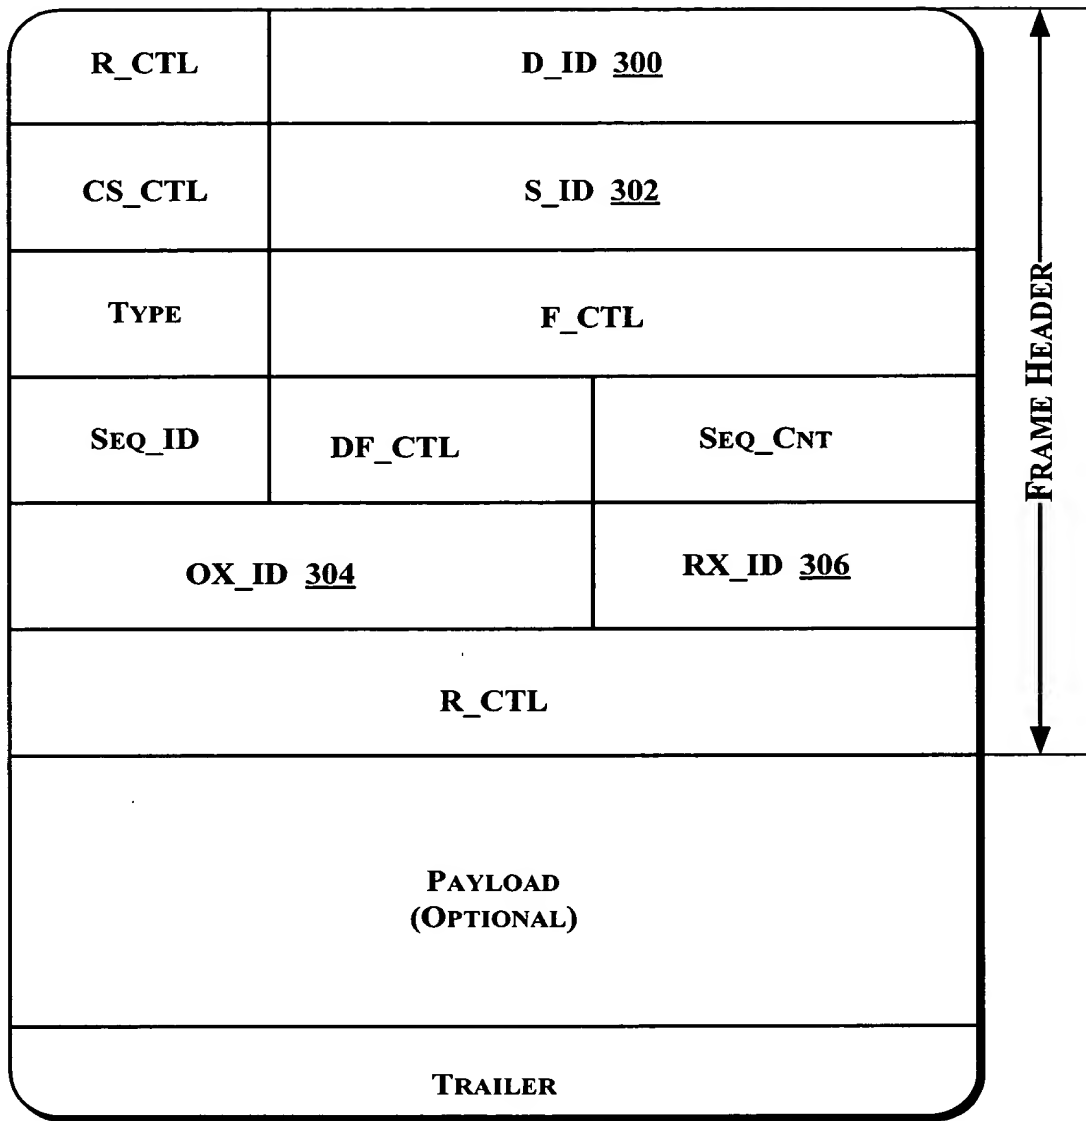 R_CTL D_ID 300
CS_CTL S_ID 302
TYPE F_CTL
SEQ_ID DF_CTL SEQ_CNT
OX_ID 304 RX_ID 306
R_CTL
FRAME HEADER
PAYLOAD
(OPTIONAL)
TRAILER